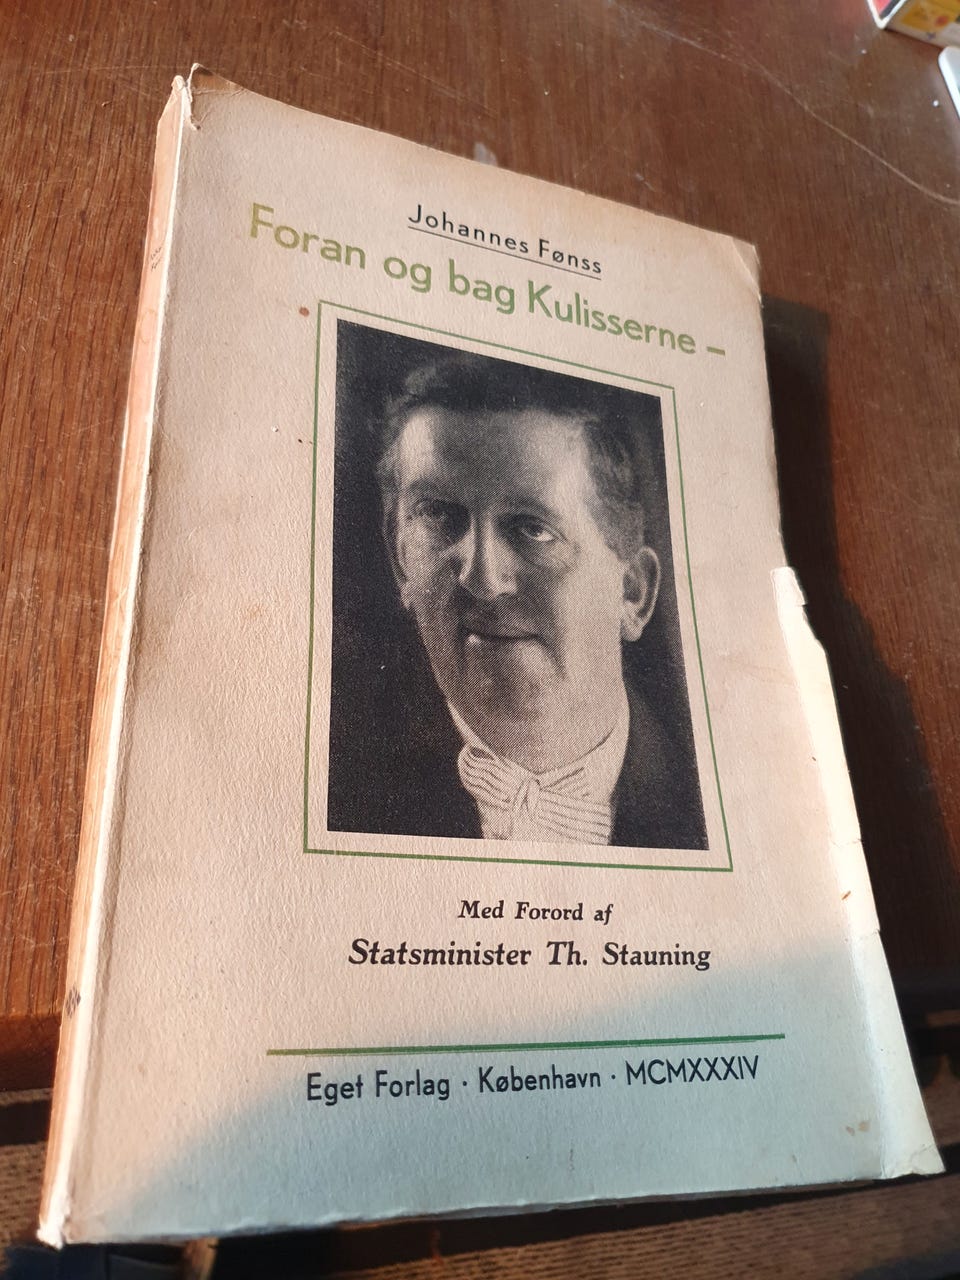 Johannes Fønss
Foran og bag Kulisserne –
Med Forord af
Statsminister Th. Stauning
Eget Forlag · København · MCMXXXIV